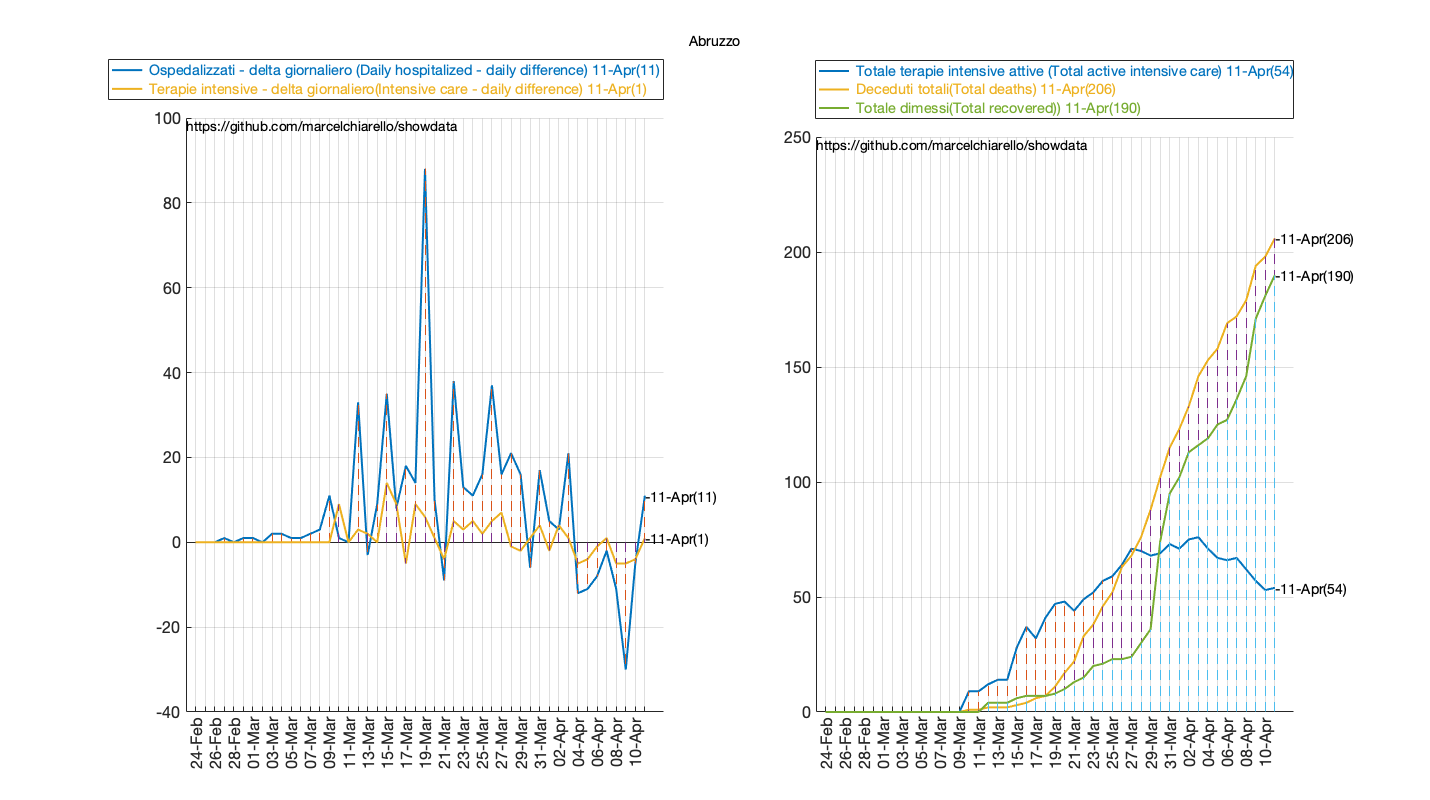 Abruzzo
Ospedalizzati - delta giornaliero (Daily hospitalized - daily difference) 11-Apr(11)
Terapie intensive - delta giornaliero(Intensive care - daily difference) 11-Apr(1)
https://github.com/marcelchiarello/showdata
100
80
60
40
20
0
-20
-40
11-Apr(11)
11-Apr(1)
24-Feb
26-Feb
28-Feb
01-Mar
03-Mar
05-Mar
07-Mar
09-Mar
11-Mar
13-Mar
15-Mar
17-Mar
19-Mar
21-Mar
23-Mar
25-Mar
27-Mar
29-Mar
31-Mar
02-Apr
04-Apr
06-Apr
08-Apr
10-Apr
Totale terapie intensive attive (Total active intensive care) 11-Apr(54)
Deceduti totali(Total deaths) 11-Apr(206)
Totale dimessi(Total recovered)) 11-Apr(190)
https://github.com/marcelchiarello/showdata
250
200
150
100
50
0
11-Apr(206)
11-Apr(190)
11-Apr(54)
24-Feb
26-Feb
28-Feb
01-Mar
03-Mar
05-Mar
07-Mar
09-Mar
11-Mar
13-Mar
15-Mar
17-Mar
19-Mar
21-Mar
23-Mar
25-Mar
27-Mar
29-Mar
31-Mar
02-Apr
04-Apr
06-Apr
08-Apr
10-Apr